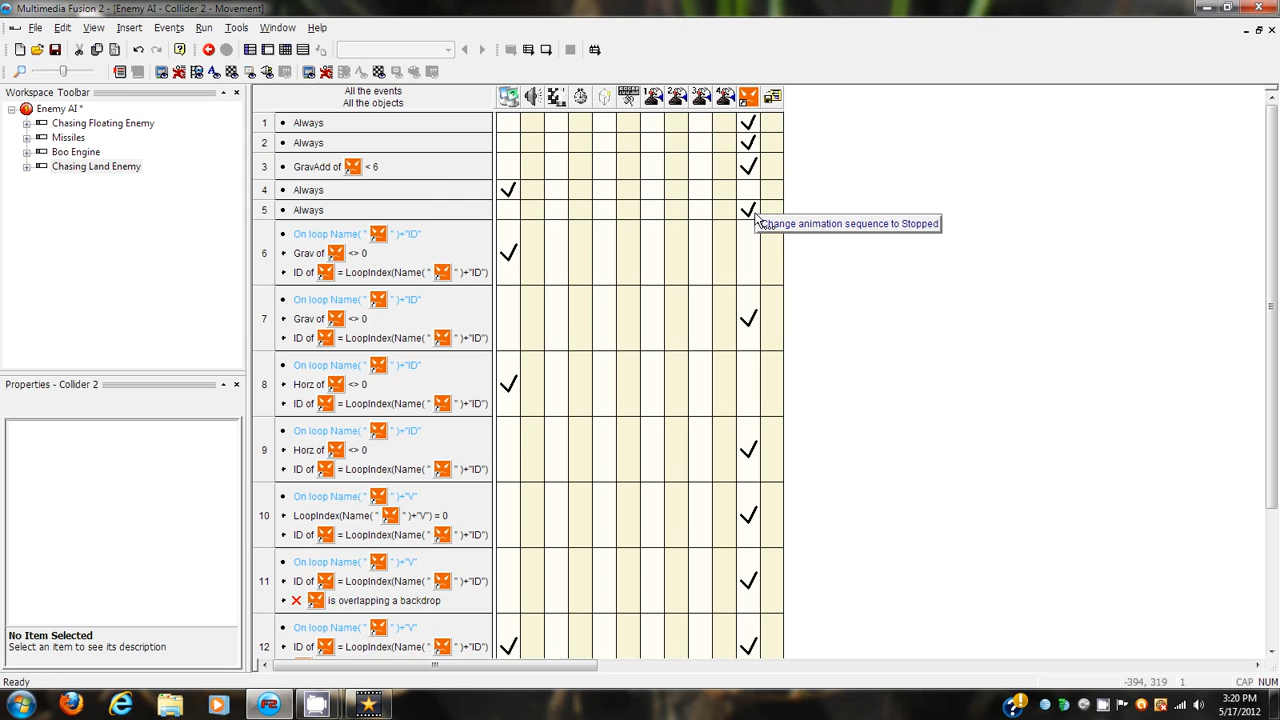 Multimedia Fusion 2 - [Enemy AI - Collider 2 - Movement]
File Edit View Insert Events Run Tools Window Help
Workspace Toolbar
Enemy AI *
Chasing Floating Enemy
Missiles
Boo Engine
Chasing Land Enemy
Properties - Collider 2
No Item Selected
Select an item to see its description
All the events
All the objects
1 • Always
2 • Always
3 • GravAdd of < 6
4 • Always
5 • Always
Change animation sequence to Stopped
• On loop Name( " " )+"ID"
6 Grav of <> 0
ID of = LoopIndex(Name( " " )+"ID")
• On loop Name( " " )+"ID"
7 Grav of <> 0
ID of = LoopIndex(Name( " " )+"ID")
• On loop Name( " " )+"ID"
8 Horz of <> 0
ID of = LoopIndex(Name( " " )+"ID")
• On loop Name( " " )+"ID"
9 Horz of <> 0
ID of = LoopIndex(Name( " " )+"ID")
• On loop Name( " " )+"V"
10 LoopIndex(Name( " " )+"V") = 0
ID of = LoopIndex(Name( " " )+"ID")
• On loop Name( " " )+"V"
11 ID of = LoopIndex(Name( " " )+"ID")
is overlapping a backdrop
• On loop Name( " " )+"V"
12 ID of = LoopIndex(Name( " " )+"ID")
Ready
-394, 319 1 CAP NUM
3:20 PM
5/17/2012